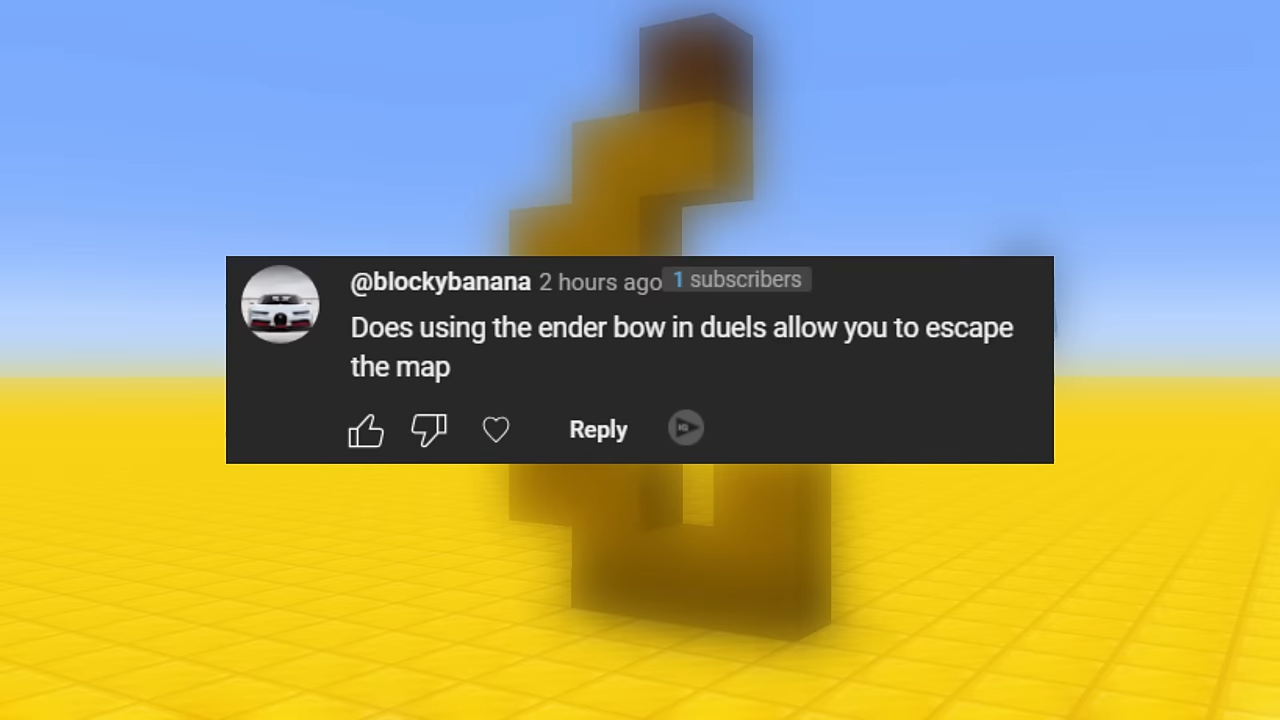 @blockybanana 2 hours ago 1 subscribers
Does using the ender bow in duels allow you to escape
the map
Reply